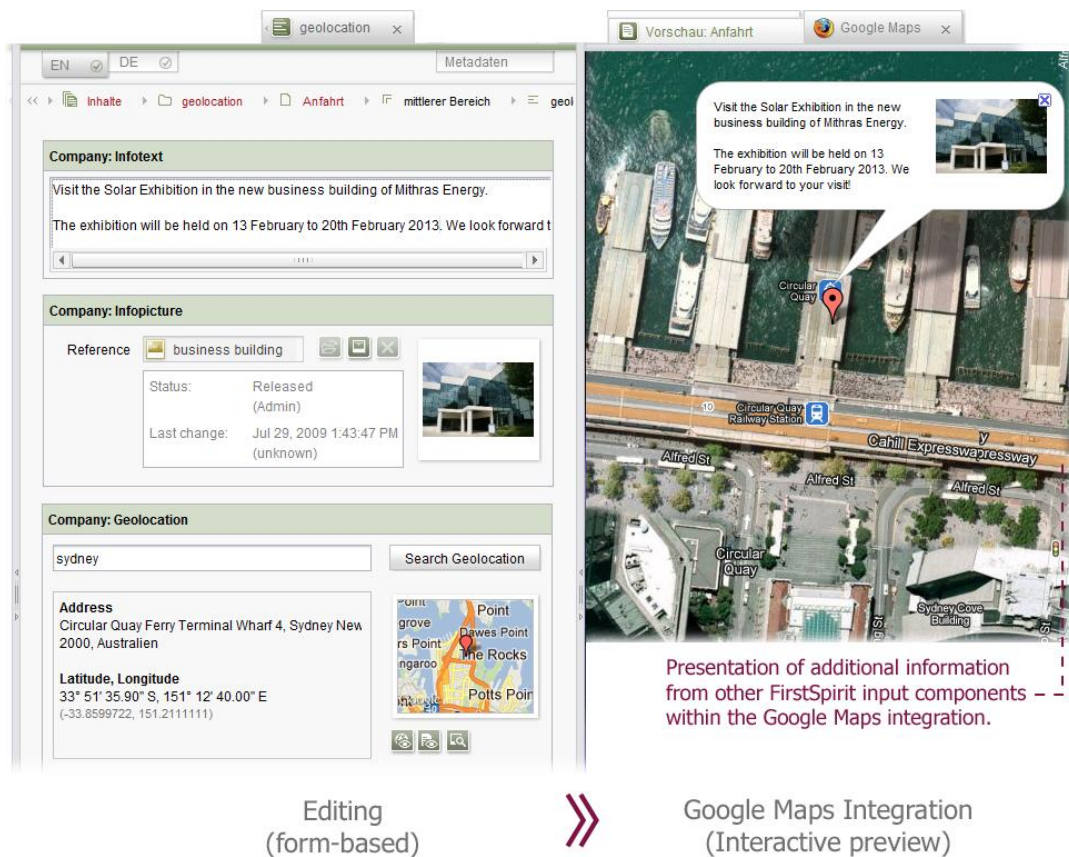 geolocation
Vorschau: Anfahrt
Google Maps
EN
DE
Metadaten
Inhalte
geolocation
Anfahrt
mittlerer Bereich
Company: Infotext
Visit the Solar Exhibition in the new business building of Mithras Energy.
The exhibition will be held on 13 February to 20th February 2013. We look forward t
Company: Infopicture
Reference
business building
Status:
Released
(Admin)
Last change:
Jul 29, 2009 1:43:47 PM
(unknown)
Company: Geolocation
sydney
Search Geolocation
Address
Circular Quay Ferry Terminal Wharf 4, Sydney New
2000, Australien
Latitude, Longitude
33° 51' 35.90" S, 151° 12' 40.00" E
(-33.8599722, 151.2111111)
Point
grove
Dawes Point
rs Point
The Rocks
ngaroo
Potts Poin
Visit the Solar Exhibition in the new
business building of Mithras Energy.
The exhibition will be held on 13
February to 20th February 2013. We
look forward to your visit!
Circular
Quay
10
Circular Quay
Railway Station
Cahill Expresswapressway
Alfred St
Alfred St
Alfred St
Circular
Quay
Sydney Cove
Building
Presentation of additional information
from other FirstSpirit input components
within the Google Maps integration.
Editing
(form-based)
Google Maps Integration
(Interactive preview)